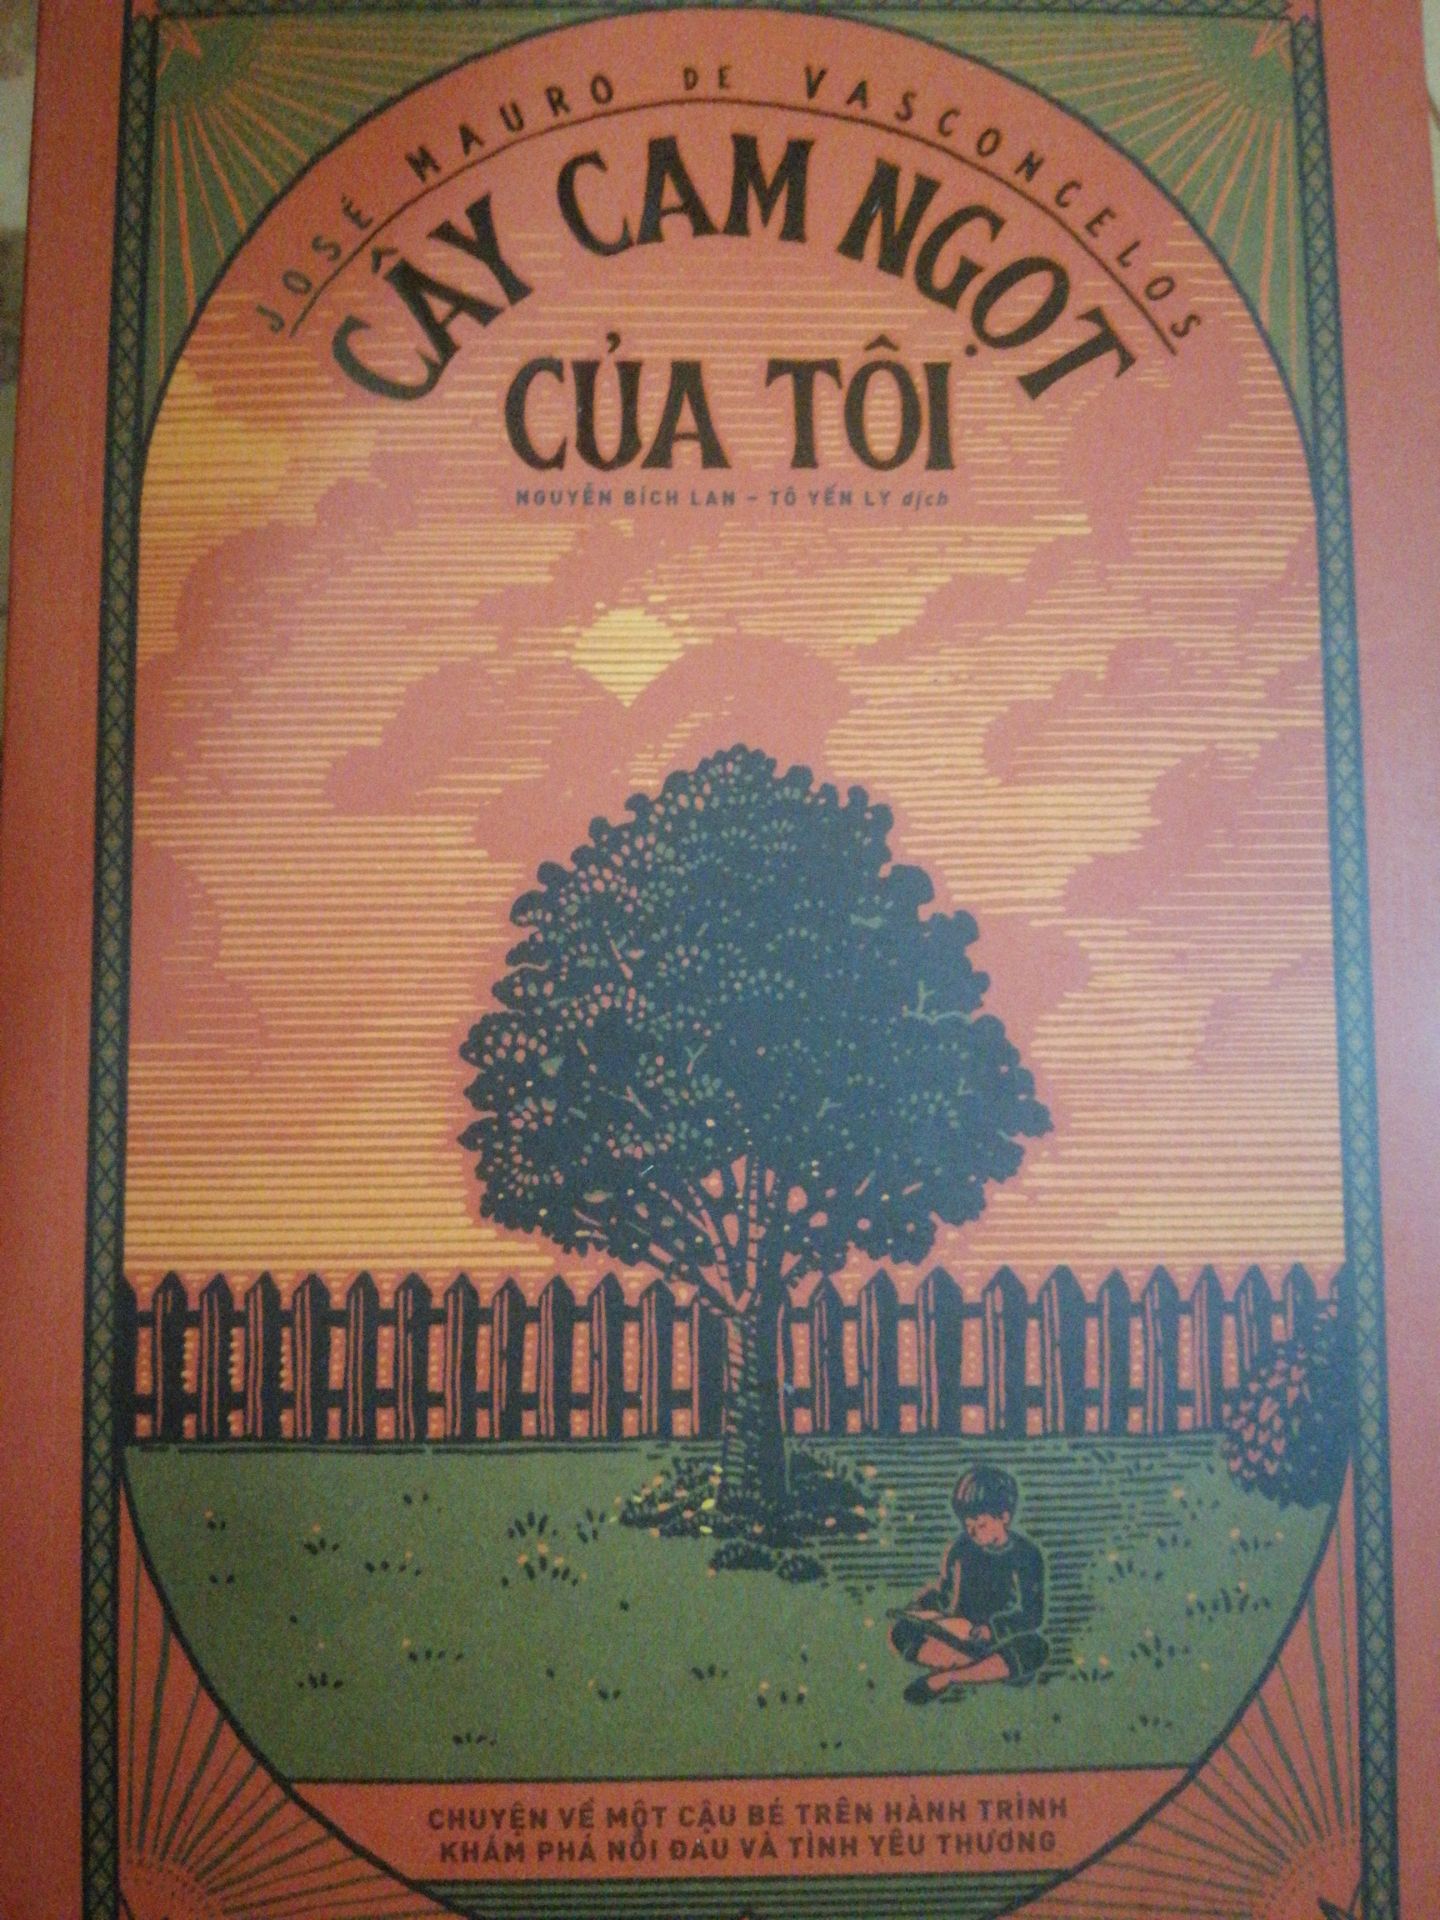 JOSÉ MAURO DE VASCONCELOS
CÂY CAM NGỌT
CỦA TÔI
NGUYỄN BÍCH LAN – TÔ YẾN LY dịch
CHUYỆN VỀ MỘT CẬU BÉ TRÊN HÀNH TRÌNH
KHÁM PHÁ NỖI ĐAU VÀ TÌNH YÊU THƯƠNG